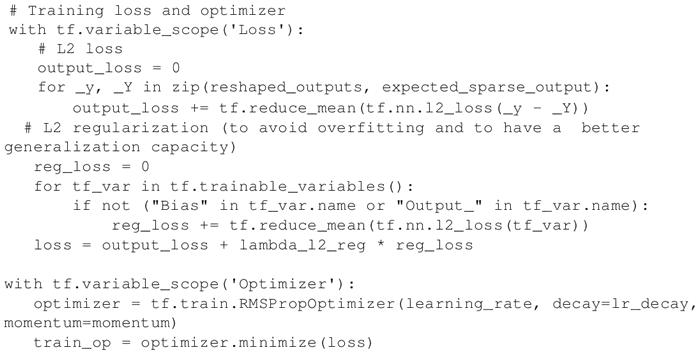 # Training loss and optimizer
with tf.variable_scope('Loss'):
# L2 loss
output_loss = 0
for _y, _Y in zip(reshaped_outputs, expected_sparse_output):
output_loss += tf.reduce_mean(tf.nn.l2_loss(_y - _Y))
# L2 regularization (to avoid overfitting and to have a  better
generalization capacity)
reg_loss = 0
for tf_var in tf.trainable_variables():
if not ("Bias" in tf_var.name or "Output_" in tf_var.name):
reg_loss += tf.reduce_mean(tf.nn.l2_loss(tf_var))
loss = output_loss + lambda_l2_reg * reg_loss
with tf.variable_scope('Optimizer'):
optimizer = tf.train.RMSPropOptimizer(learning_rate, decay=lr_decay,
momentum=momentum)
train_op = optimizer.minimize(loss)